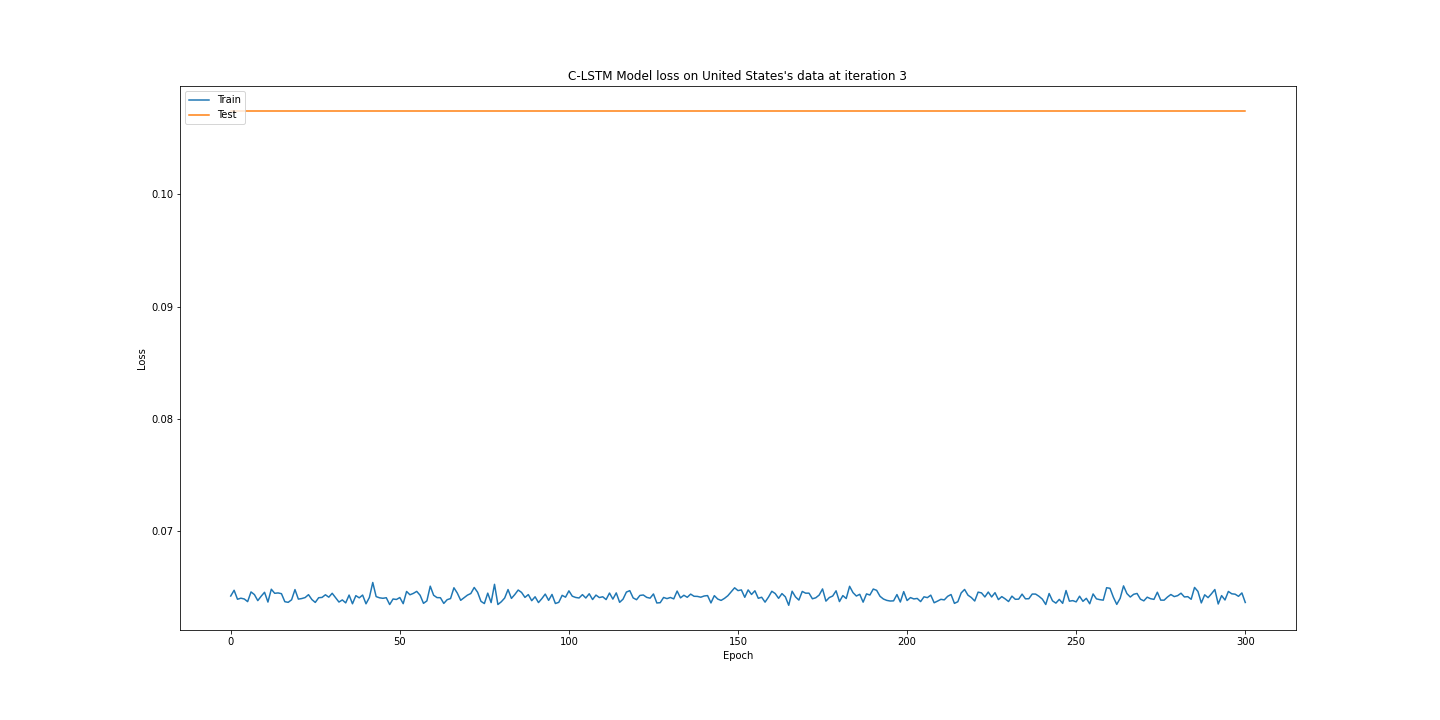 C-LSTM Model loss on United States's data at iteration 3
Train
Test
0.10
0.09
0.08
0.07
Loss
0 50 100 150 200 250 300
Epoch